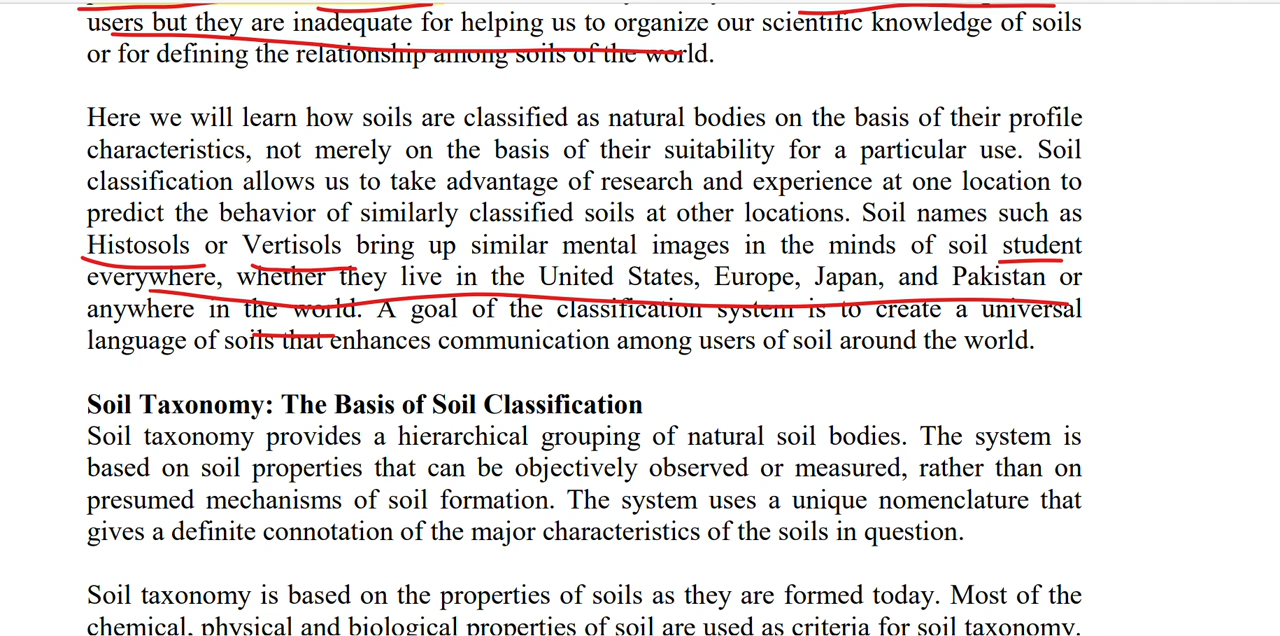 users but they are inadequate for helping us to organize our scientific knowledge of soils
or for defining the relationship among soils of the world.
Here we will learn how soils are classified as natural bodies on the basis of their profile
characteristics, not merely on the basis of their suitability for a particular use. Soil
classification allows us to take advantage of research and experience at one location to
predict the behavior of similarly classified soils at other locations. Soil names such as
Histosols or Vertisols bring up similar mental images in the minds of soil student
everywhere, whether they live in the United States, Europe, Japan, and Pakistan or
anywhere in the world. A goal of the classification system is to create a universal
language of soils that enhances communication among users of soil around the world.
Soil Taxonomy: The Basis of Soil Classification
Soil taxonomy provides a hierarchical grouping of natural soil bodies. The system is
based on soil properties that can be objectively observed or measured, rather than on
presumed mechanisms of soil formation. The system uses a unique nomenclature that
gives a definite connotation of the major characteristics of the soils in question.
Soil taxonomy is based on the properties of soils as they are formed today. Most of the
chemical, physical and biological properties of soil are used as criteria for soil taxonomy.